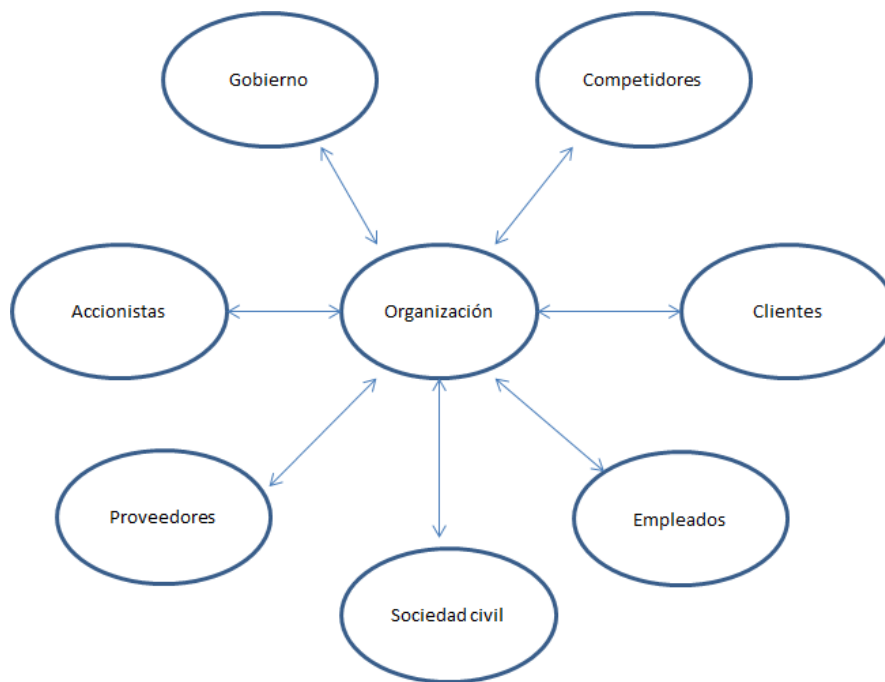 Gobierno
Competidores
Accionistas
Organización
Clientes
Proveedores
Empleados
Sociedad civil